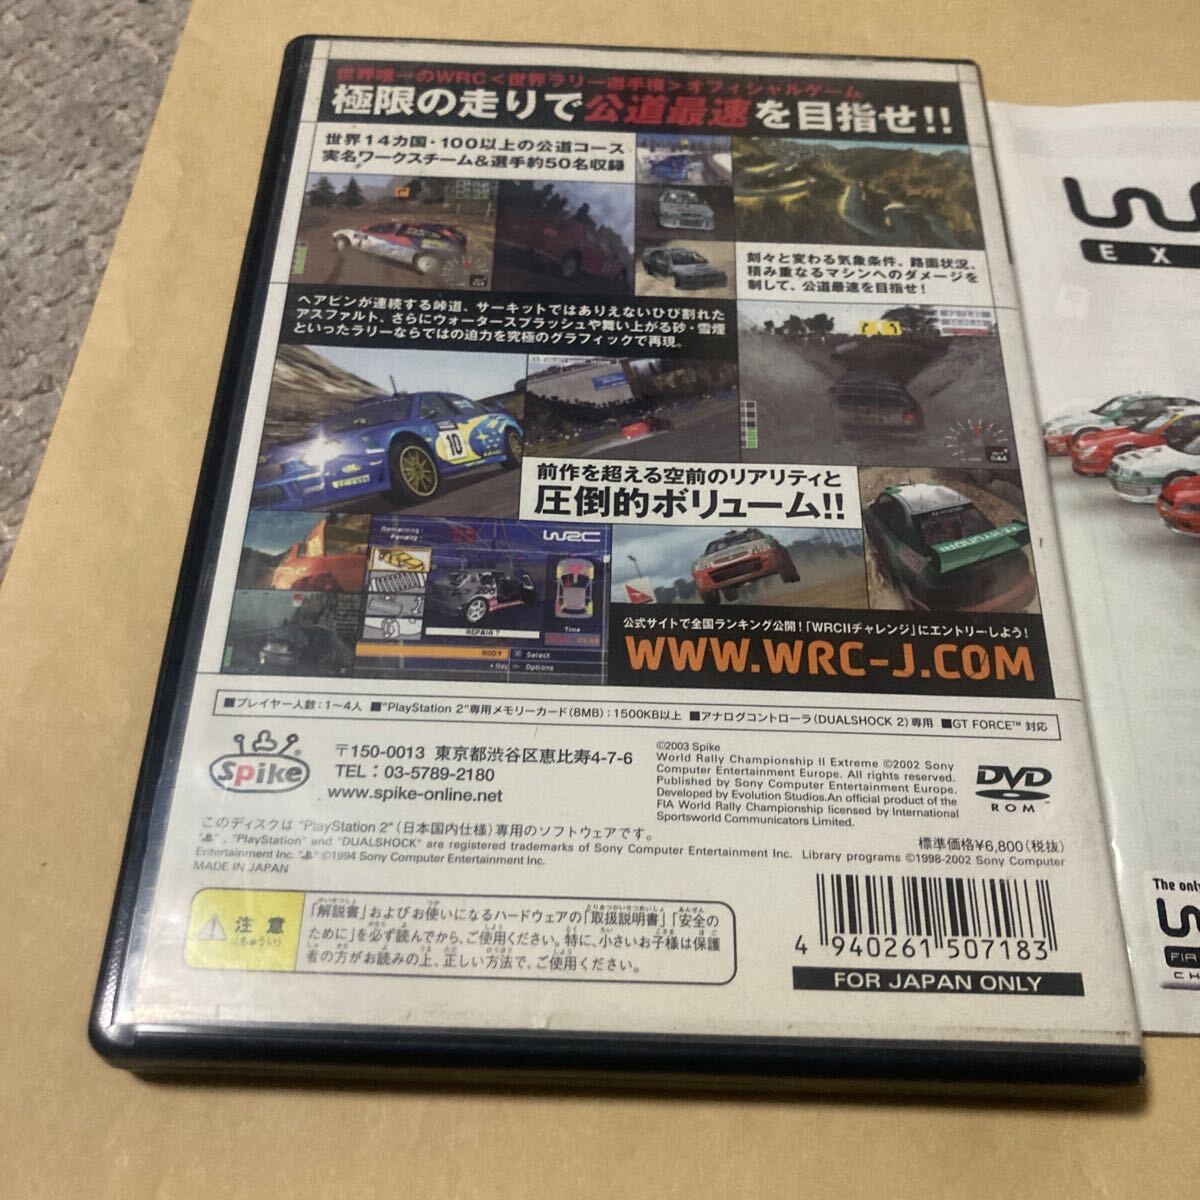 世界唯一のWRC<世界ラリー選手権>オフィシャルゲーム
極限の走りで公道最速を目指せ!!
世界14カ国・100以上の公道コース
実名ワークスチーム&選手約50名収録
刻々と変わる気象条件、路面状況、
積み重なるマシンへのダメージを
制して、公道最速を目指せ!
ヘアピンが連続する峠道、サーキットではありえないひび割れた
アスファルト、さらにウォータースプラッシュや舞い上がる砂・雪煙
といったラリーならではの迫力を究極のグラフィックで再現。
10
前作を超える空前のリアリティと
圧倒的ボリューム!!
Remaining
Penalty
WRC
REPAIR?
Time
BODY
Select
Options
公式サイトで全国ランキング公開!「WRCIIチャレンジ」にエントリーしよう!
WWW.WRC-J.COM
■プレイヤー人数:1〜4人 ■"PlayStation 2"専用メモリーカード(8MB):1500KB以上 ■アナログコントローラ(DUALSHOCK 2)専用 ■GT FORCE™ 対応
Spike
〒150-0013 東京都渋谷区恵比寿4-7-6
TEL:03-5789-2180
www.spike-online.net
©2003 Spike
World Rally Championship II Extreme ©2002 Sony
Computer Entertainment Europe. All rights reserved.
Published by Sony Computer Entertainment Europe.
Developed by Evolution Studios.An official product of the
FIA World Rally Championship licensed by International
Sportsworld Communicators Limited.
DVD
ROM
このディスクは "PlayStation 2"(日本国内仕様)専用のソフトウェアです。
標準価格¥6,800(税抜)
" ", "PlayStation" and "DUALSHOCK" are registered trademarks of Sony Computer Entertainment Inc. Library programs ©1998-2002 Sony Computer
Entertainment Inc. " " ©1994 Sony Computer Entertainment Inc.
MADE IN JAPAN
注意
(ちゅうい)
「解説書」およびお使いになるハードウェアの「取扱説明書」「安全の
ために」を必ず読んでから、ご使用ください。特に、小さいお子様は保護
者の方がお読みの上、正しい方法で、ご使用ください。
4 940261 507183
FOR JAPAN ONLY
EX
The only
FIA
CH